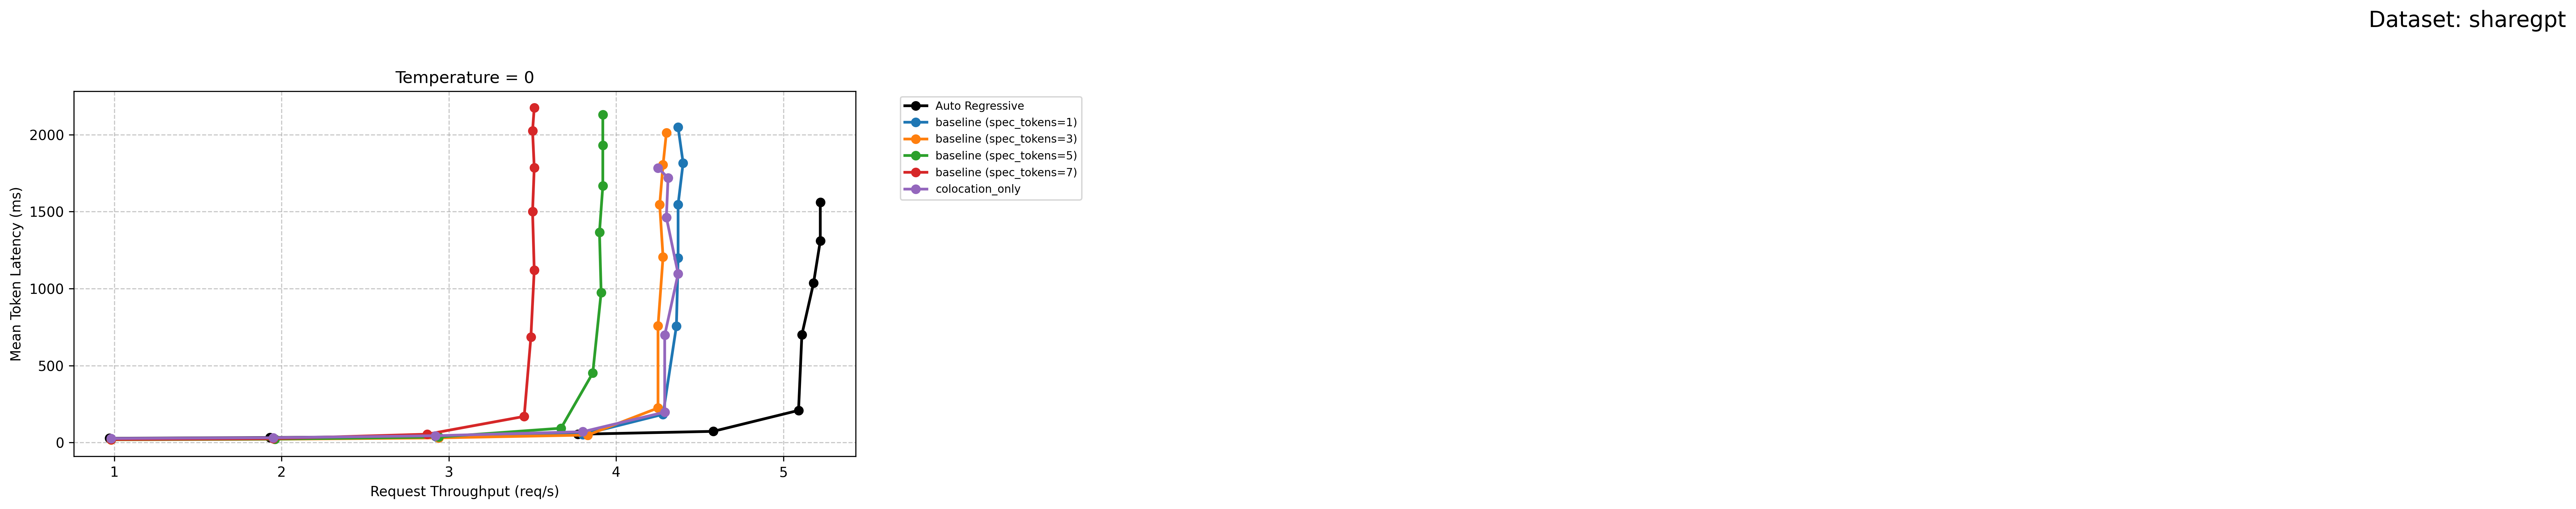 Dataset: sharegpt
Temperature = 0
Mean Token Latency (ms)
2000
1500
1000
500
0
1 2 3 4 5
Request Throughput (req/s)
Auto Regressive
baseline (spec_tokens=1)
baseline (spec_tokens=3)
baseline (spec_tokens=5)
baseline (spec_tokens=7)
colocation_only